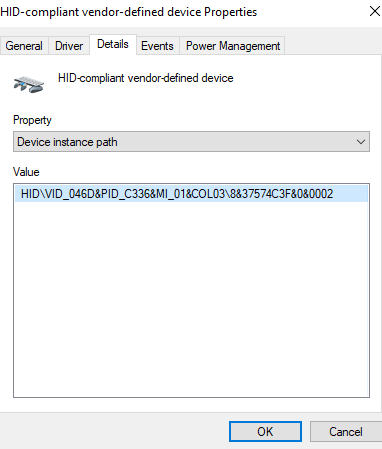 HID-compliant vendor-defined device Properties
General Driver Details Events Power Management
HID-compliant vendor-defined device
Property
Device instance path
Value
HID\VID_046D&PID_C336&MI_01&COL03\8&37574C3F&0&0002
OK Cancel